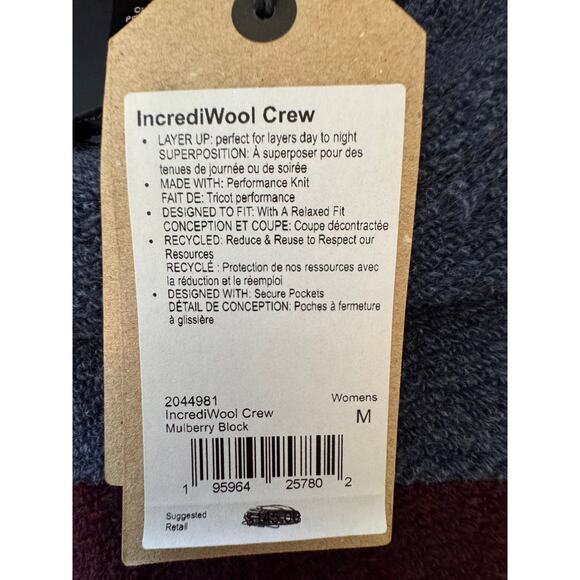 IncrediWool Crew
• LAYER UP: perfect for layers day to night
SUPERPOSITION: À superposer pour des
tenues de journée ou de soirée
• MADE WITH: Performance Knit
FAIT DE: Tricot performance
• DESIGNED TO FIT: With A Relaxed Fit
CONCEPTION ET COUPE: Coupe décontractée
• RECYCLED: Reduce & Reuse to Respect our
Resources
RECYCLÉ : Protection de nos ressources avec
la réduction et le réemploi
• DESIGNED WITH: Secure Pockets
DÉTAIL DE CONCEPTION: Poches à fermeture
à glissière
2044981 Womens
IncrediWool Crew M
Mulberry Block
1 95964 25780 2
Suggested
Retail